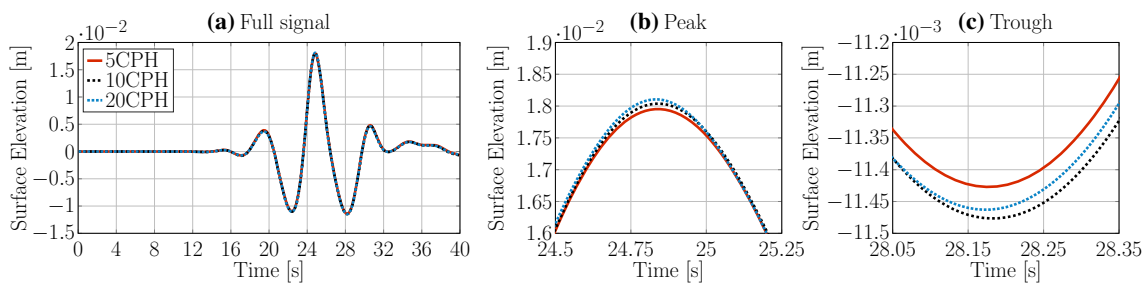 (a) Full signal
·10⁻²
Surface Elevation [m]
2
1.5
1
0.5
0
−0.5
−1
−1.5
5CPH
10CPH
20CPH
0 4 8 12 16 20 24 28 32 36 40
Time [s]
(b) Peak
·10⁻²
Surface Elevation [m]
1.9
1.8
1.8
1.7
1.7
1.6
1.6
24.5 24.75 25 25.25
Time [s]
(c) Trough
·10⁻³
Surface Elevation [m]
−11.2
−11.25
−11.3
−11.35
−11.4
−11.45
−11.5
28.05 28.15 28.25 28.35
Time [s]